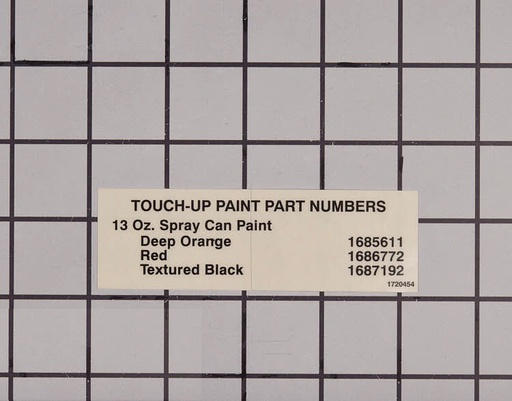 TOUCH-UP PAINT PART NUMBERS
13 Oz. Spray Can Paint
Deep Orange 1685611
Red 1686772
Textured Black 1687192
1720454